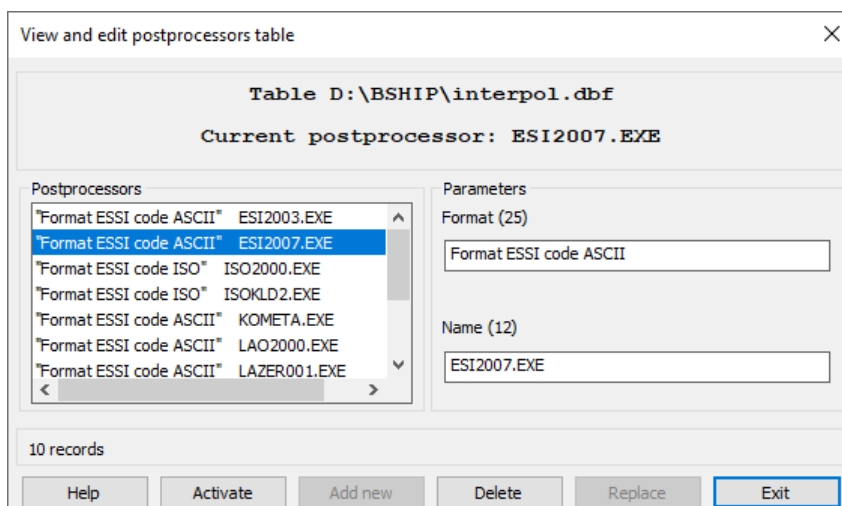 View and edit postprocessors table
Table D:\BSHIP\interpol.dbf
Current postprocessor: ESI2007.EXE
Postprocessors
"Format ESSI code ASCII" ESI2003.EXE
"Format ESSI code ASCII" ESI2007.EXE
"Format ESSI code ISO" ISO2000.EXE
"Format ESSI code ISO" ISOKLD2.EXE
"Format ESSI code ASCII" KOMETA.EXE
"Format ESSI code ASCII" LAO2000.EXE
"Format ESSI code ASCII" LAZER001.EXE
Parameters
Format (25)
Format ESSI code ASCII
Name (12)
ESI2007.EXE
10 records
Help Activate Add new Delete Replace Exit